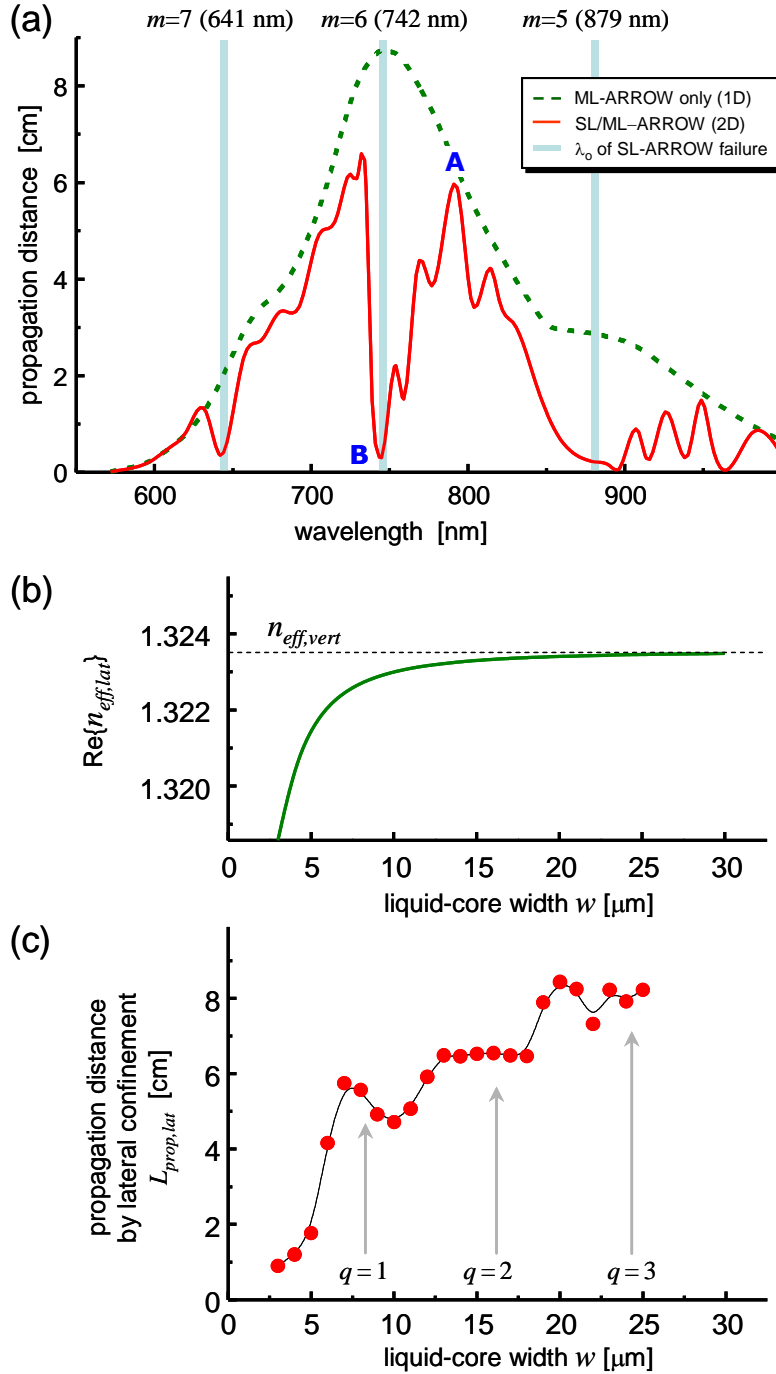 (a)
m=7 (641 nm) m=6 (742 nm) m=5 (879 nm)
8
6
4
2
0
propagation distance [cm]
ML-ARROW only (1D)
SL/ML–ARROW (2D)
λo of SL-ARROW failure
A
B
600 700 800 900
wavelength [nm]
(b)
1.324
1.322
1.320
Re{neff,lat}
neff,vert
0 5 10 15 20 25 30
liquid-core width w [μm]
(c)
8
6
4
2
0
propagation distance
by lateral confinement
Lprop,lat [cm]
q=1 q=2 q=3
0 5 10 15 20 25 30
liquid-core width w [μm]